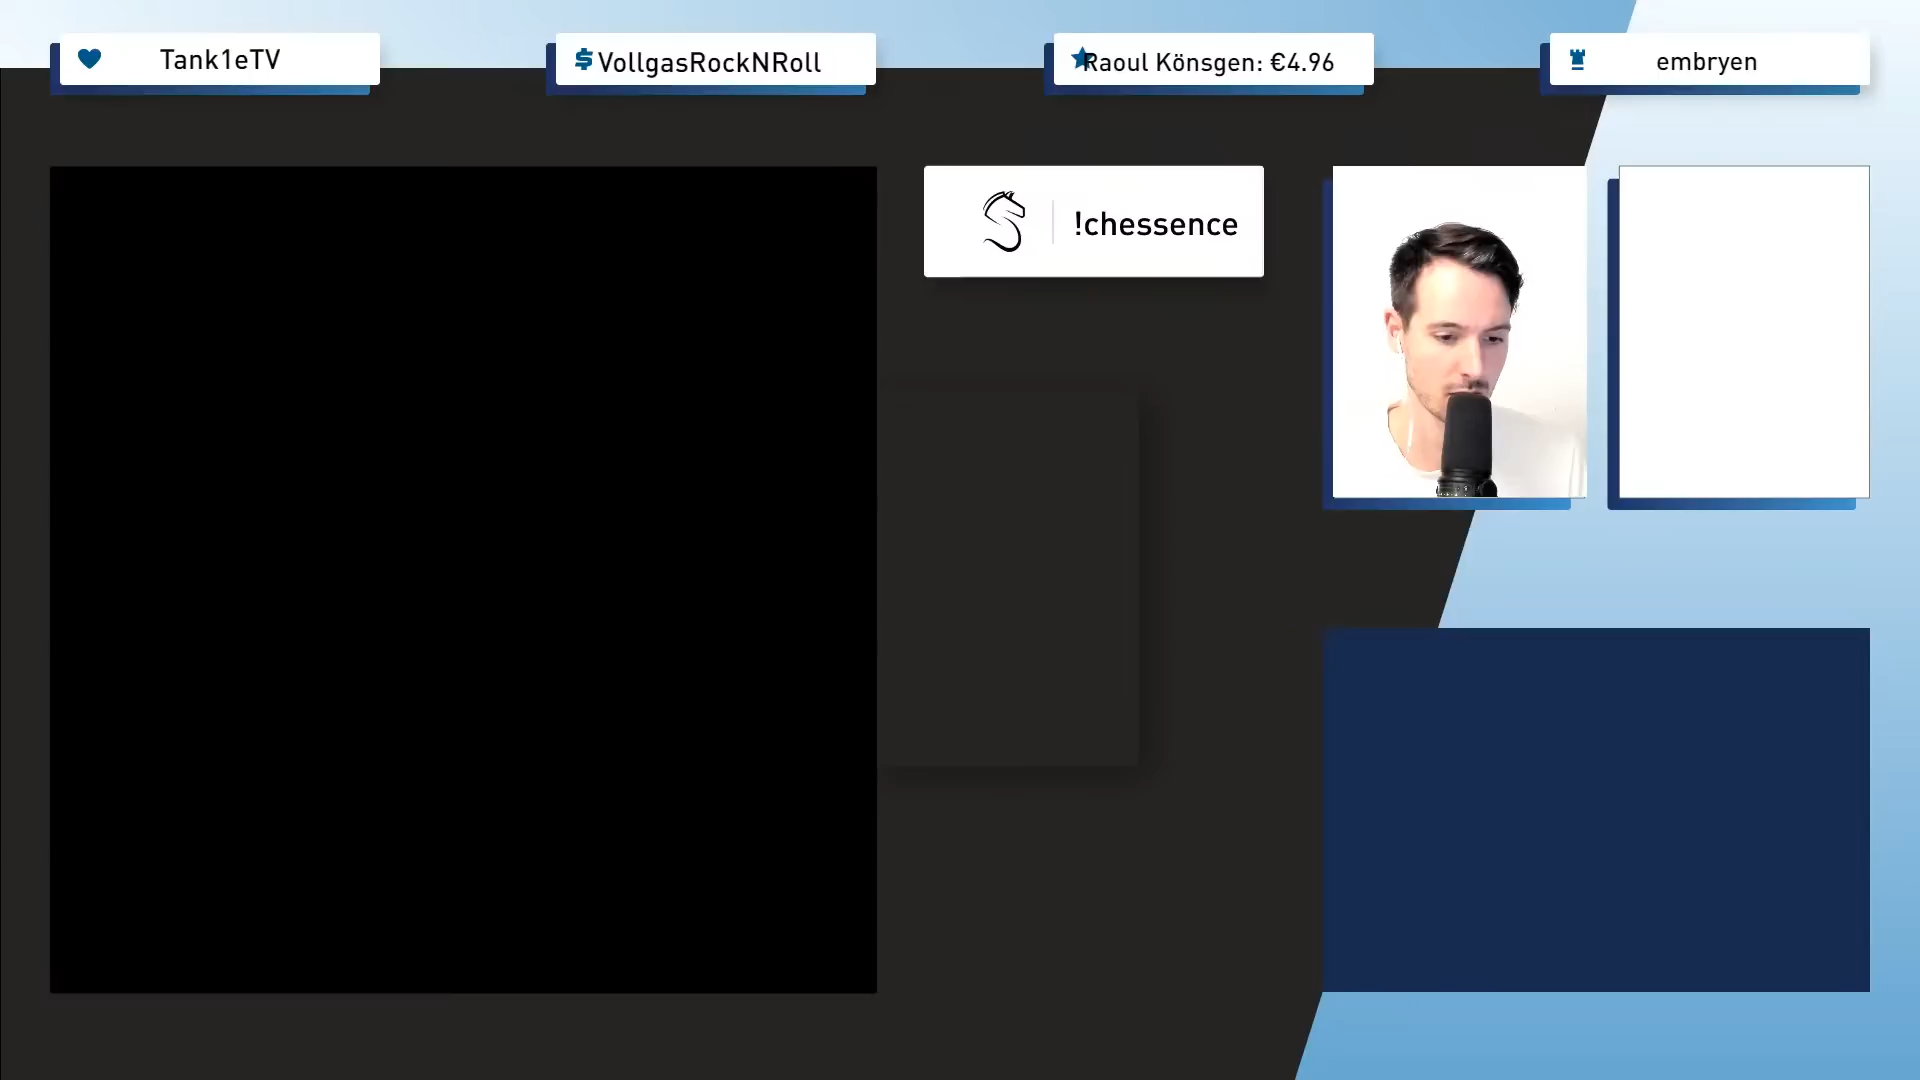 Tank1eTV
VollgasRockNRoll
Raoul Könsgen: €4.96
embryen
!chessence